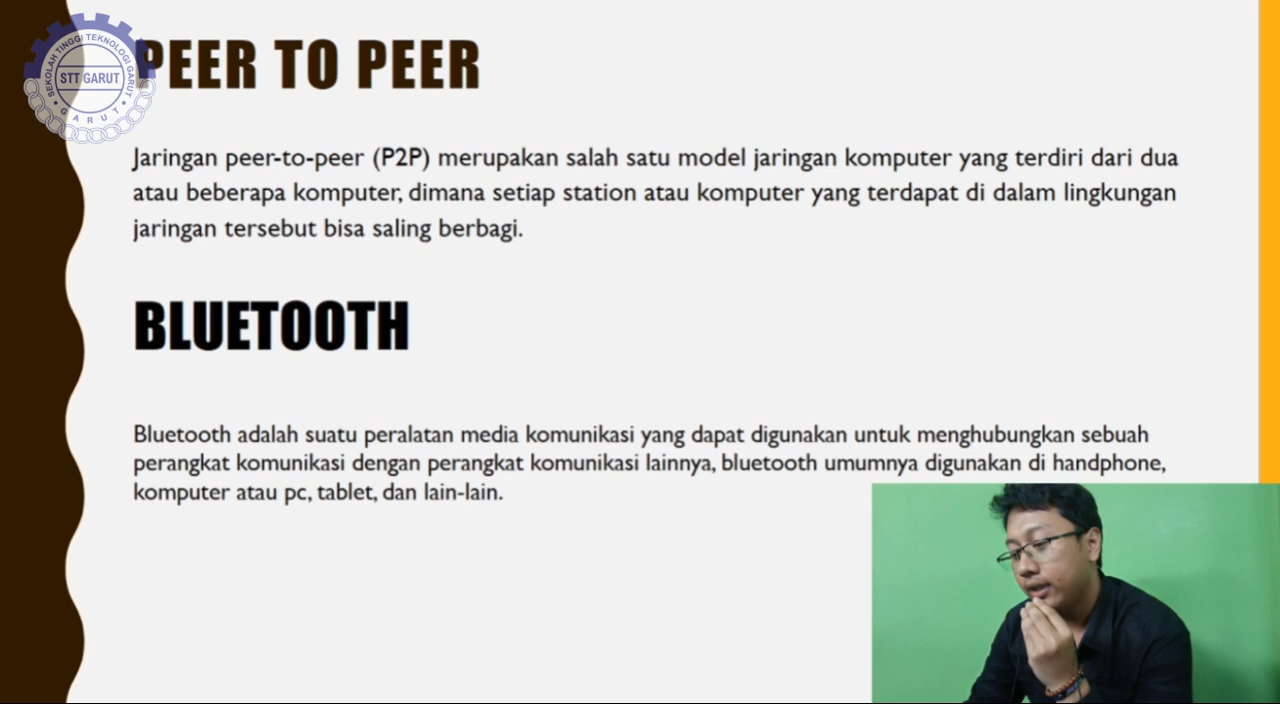 SEKOLAH TINGGI TEKNOLOGI GARUT
STT GARUT
GARUT
PEER TO PEER
Jaringan peer-to-peer (P2P) merupakan salah satu model jaringan komputer yang terdiri dari dua
atau beberapa komputer, dimana setiap station atau komputer yang terdapat di dalam lingkungan
jaringan tersebut bisa saling berbagi.
BLUETOOTH
Bluetooth adalah suatu peralatan media komunikasi yang dapat digunakan untuk menghubungkan sebuah
perangkat komunikasi dengan perangkat komunikasi lainnya, bluetooth umumnya digunakan di handphone,
komputer atau pc, tablet, dan lain-lain.